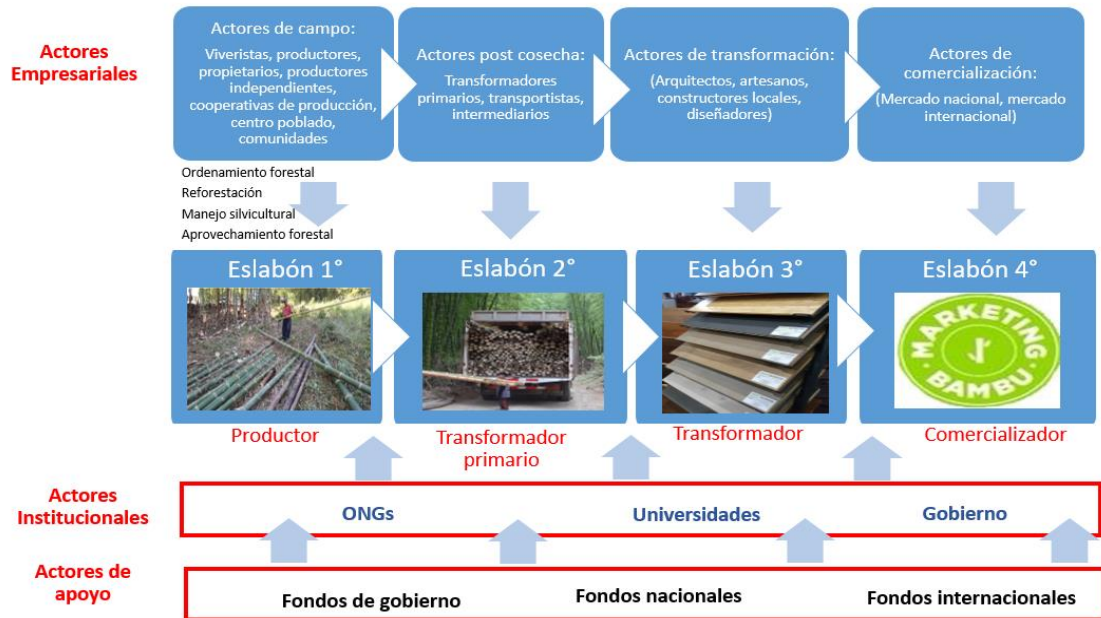 Actores
Empresariales
Actores de campo:
Viveristas, productores,
propietarios, productores
independientes,
cooperativas de producción,
centro poblado,
comunidades
Actores post cosecha:
Transformadores
primarios, transportistas,
intermediarios
Actores de transformación:
(Arquitectos, artesanos,
constructores locales,
diseñadores)
Actores de
comercialización:
(Mercado nacional, mercado
internacional)
Ordenamiento forestal
Reforestación
Manejo silvicultural
Aprovechamiento forestal
Eslabón 1°
Eslabón 2°
Eslabón 3°
Eslabón 4°
MARKETING
BAMBU
Productor
Transformador
primario
Transformador
Comercializador
Actores
Institucionales
ONGs
Universidades
Gobierno
Actores de
apoyo
Fondos de gobierno
Fondos nacionales
Fondos internacionales